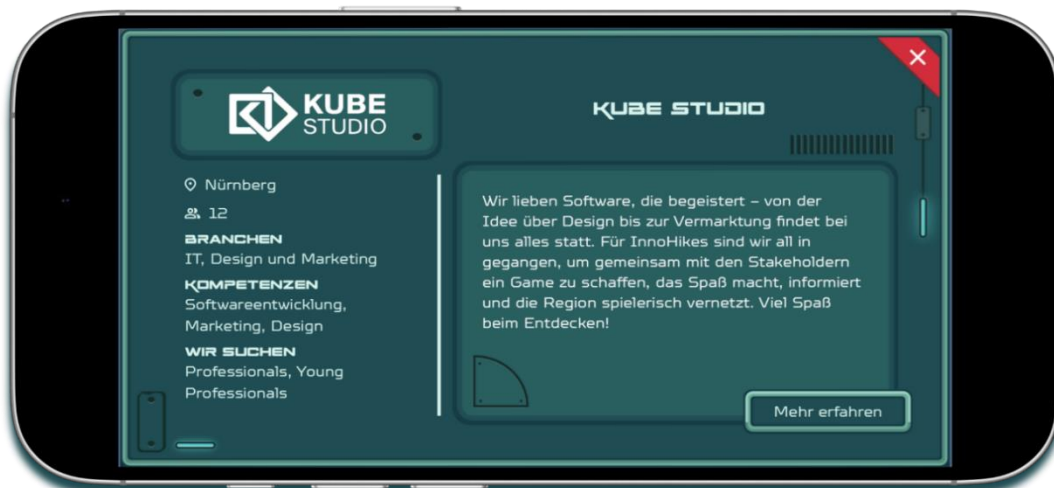 KUBE
STUDIO
KUBE STUDIO
Nürnberg
12
BRANCHEN
IT, Design und Marketing
KOMPETENZEN
Softwareentwicklung,
Marketing, Design
WIR SUCHEN
Professionals, Young
Professionals
Wir lieben Software, die begeistert – von der
Idee über Design bis zur Vermarktung findet bei
uns alles statt. Für InnoHikes sind wir all in
gegangen, um gemeinsam mit den Stakeholdern
ein Game zu schaffen, das Spaß macht, informiert
und die Region spielerisch vernetzt. Viel Spaß
beim Entdecken!
Mehr erfahren